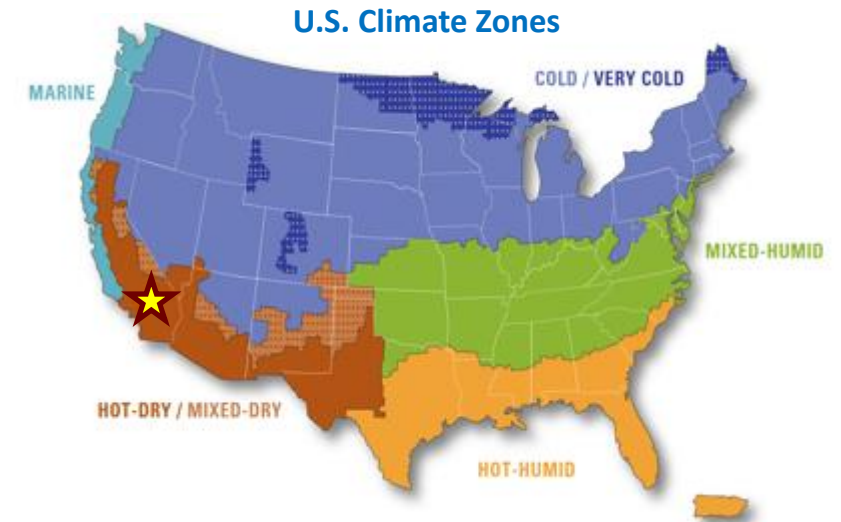 U.S. Climate Zones
MARINE
COLD / VERY COLD
MIXED-HUMID
HOT-DRY / MIXED-DRY
HOT-HUMID